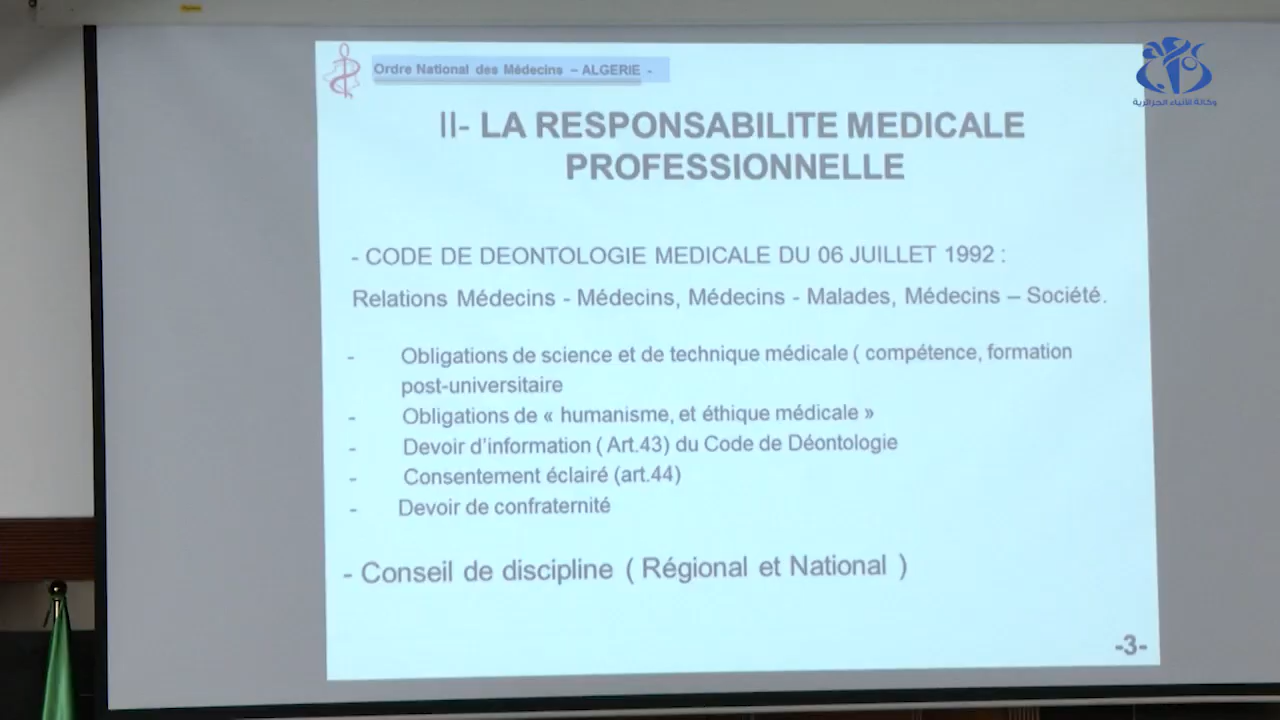 Ordre National des Médecins – ALGERIE -
وكالة الأنباء الجزائرية
II- LA RESPONSABILITE MEDICALE
PROFESSIONNELLE
- CODE DE DEONTOLOGIE MEDICALE DU 06 JUILLET 1992 :
Relations Médecins - Médecins, Médecins - Malades, Médecins – Société.
- Obligations de science et de technique médicale ( compétence, formation
post-universitaire
- Obligations de « humanisme, et éthique médicale »
- Devoir d'information ( Art.43) du Code de Déontologie
- Consentement éclairé (art.44)
- Devoir de confraternité
- Conseil de discipline ( Régional et National )
-3-